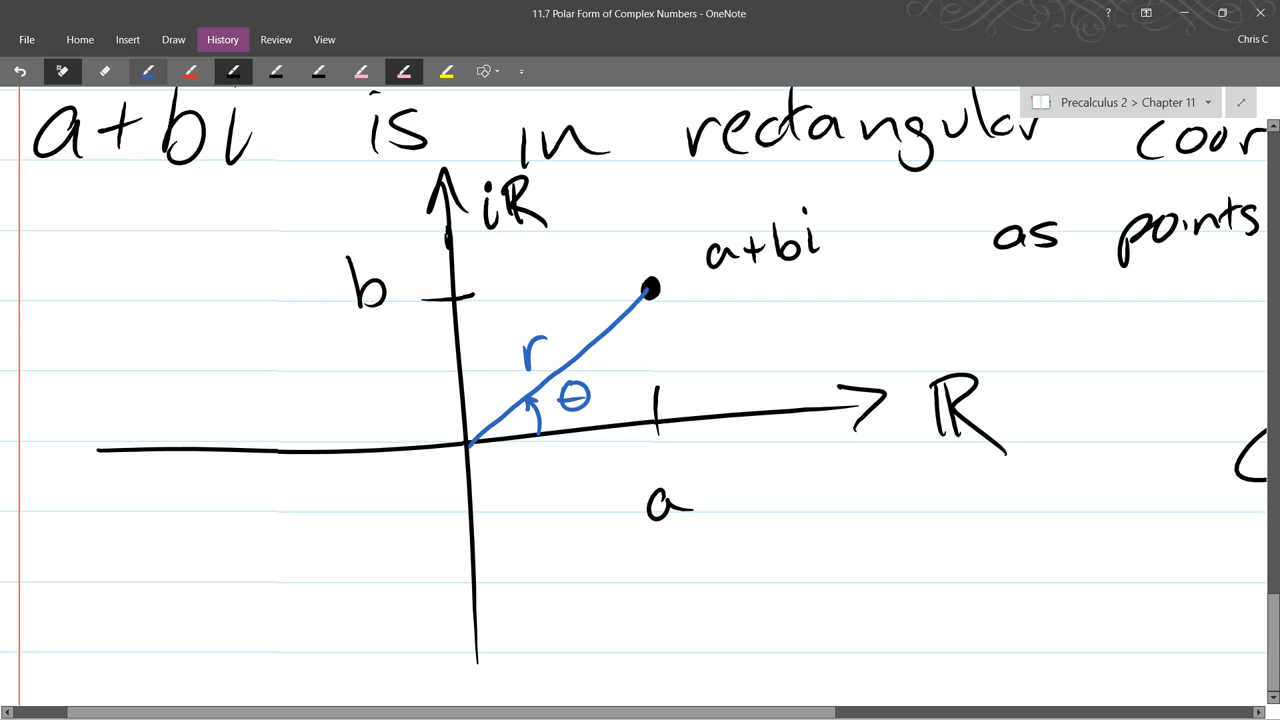 11.7 Polar Form of Complex Numbers - OneNote
File Home Insert Draw History Review View
Chris C
Precalculus 2 > Chapter 11
a+bi is in rectangular coor
iR
a+bi as points
b
r
θ
ℝ
a